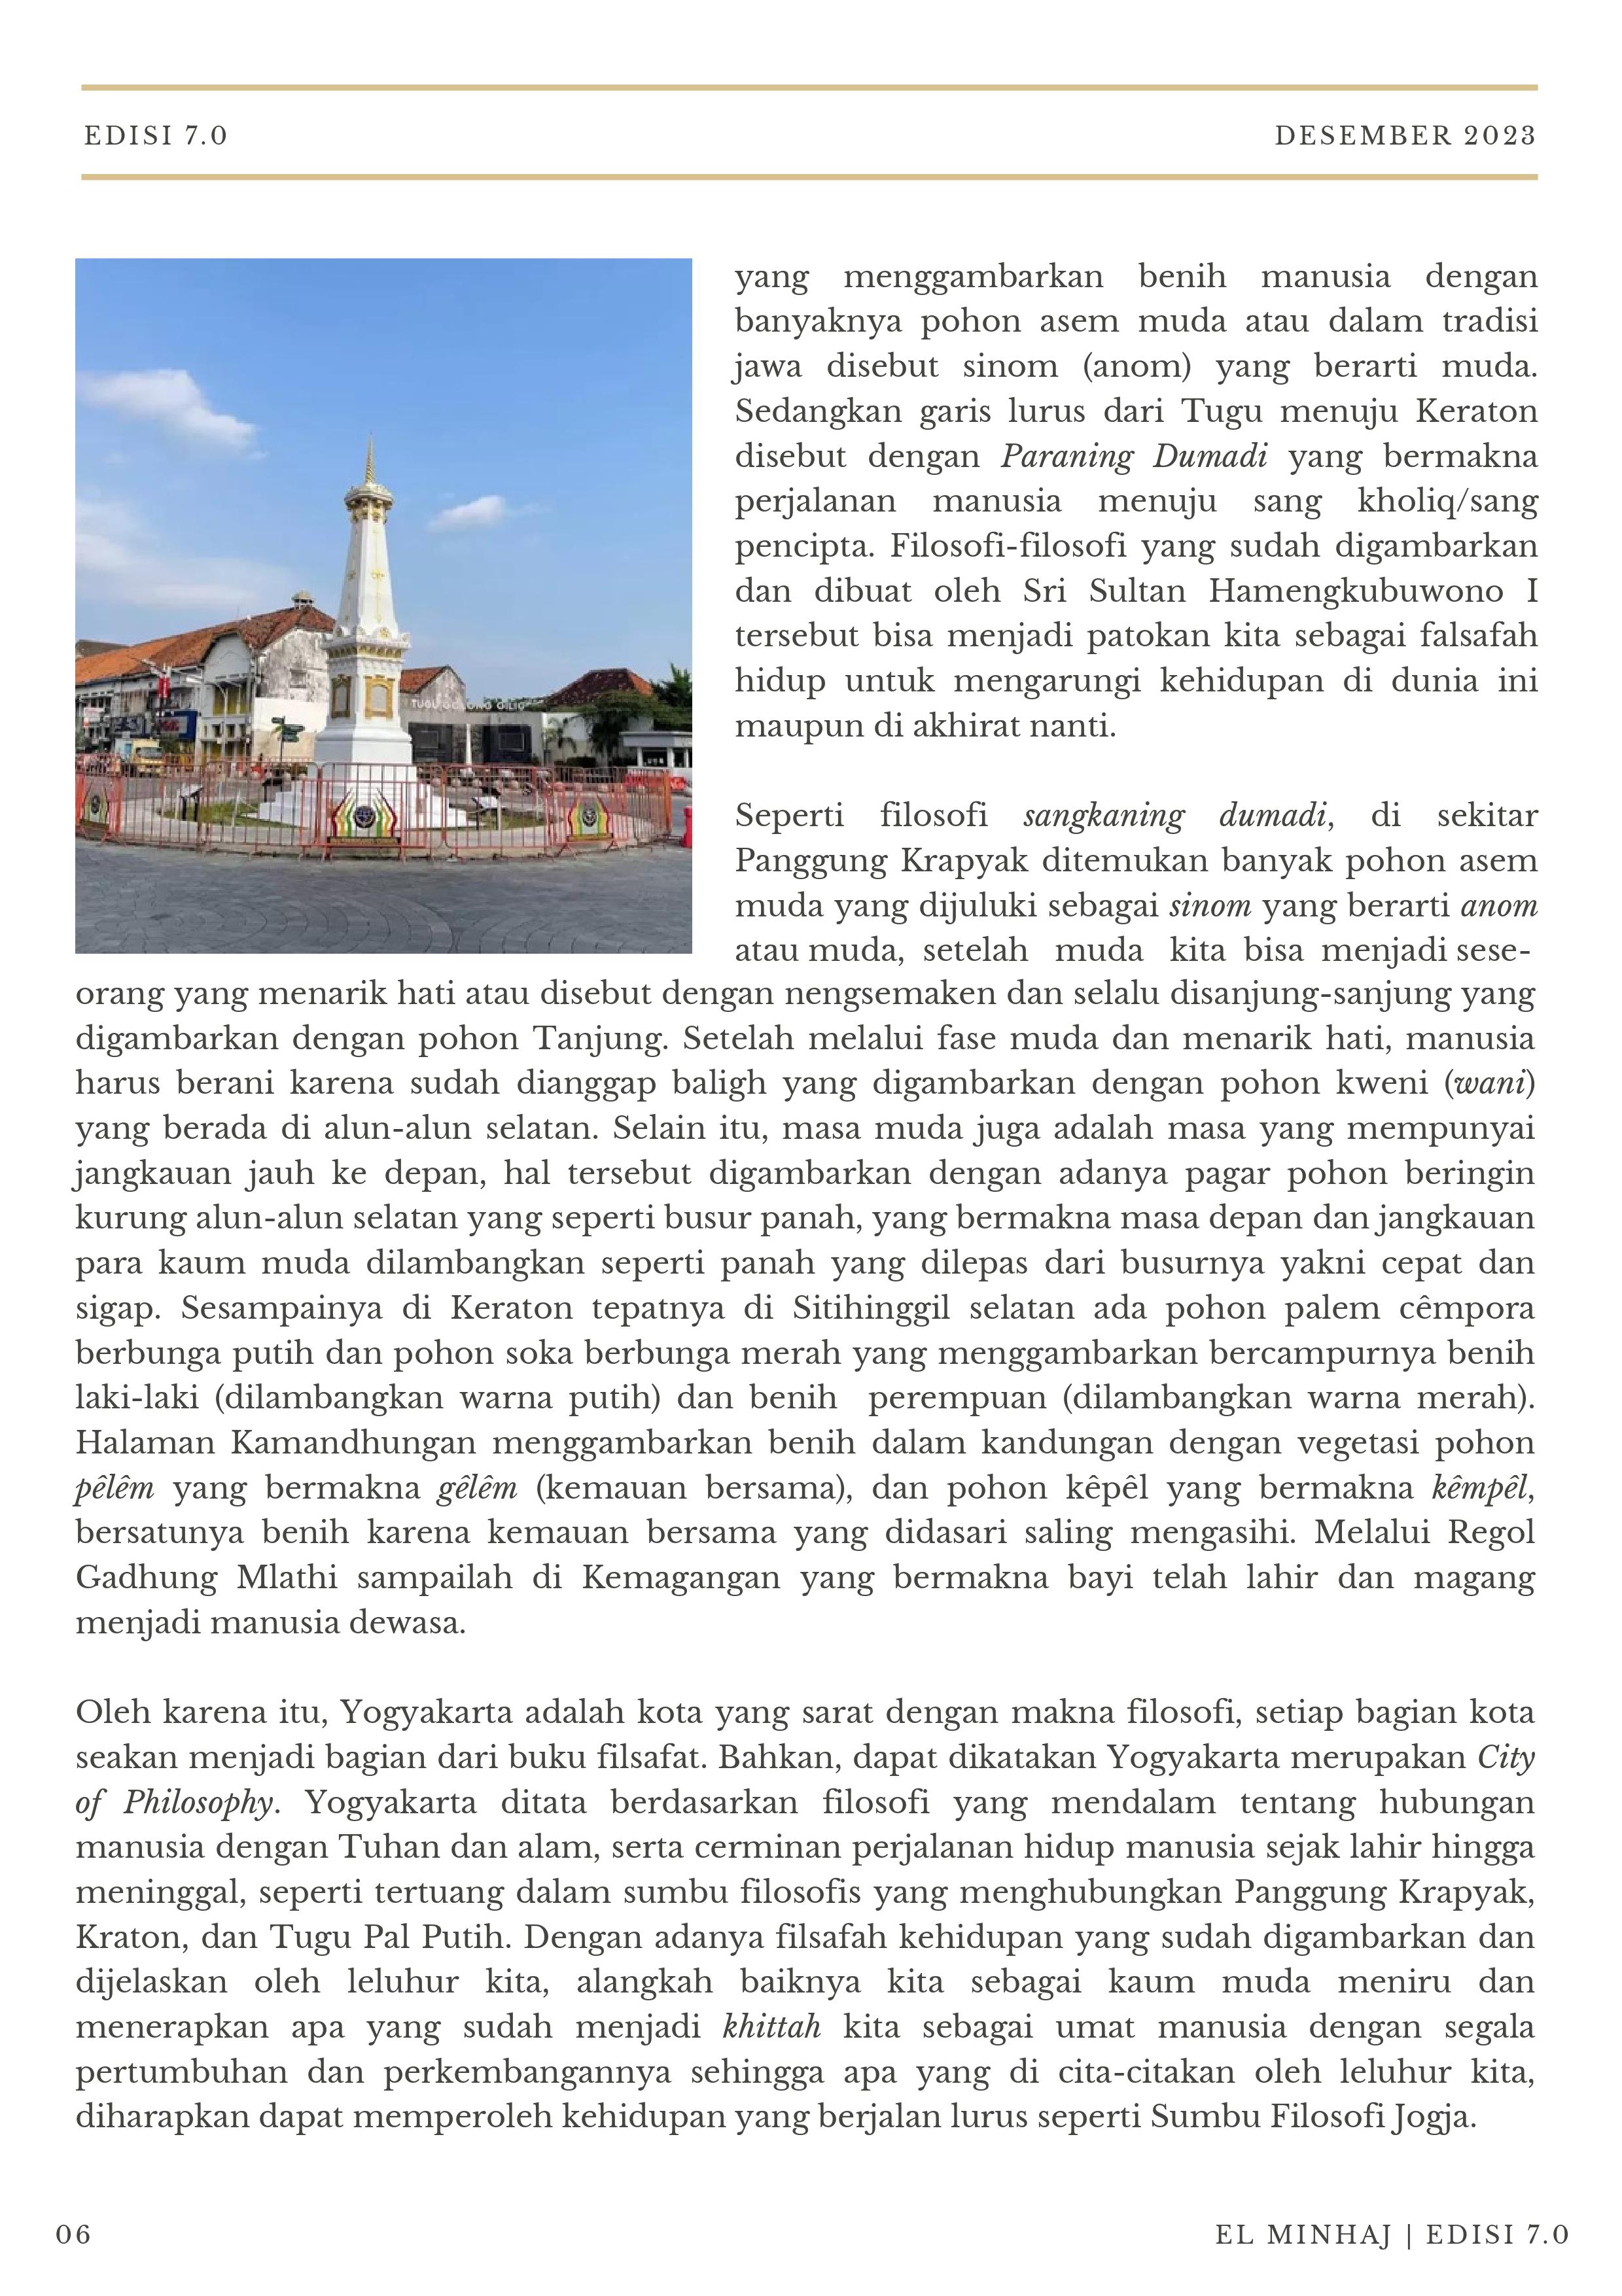 EDISI 7.0
DESEMBER 2023
TUGU GOLONG GILIG
yang menggambarkan benih manusia dengan
banyaknya pohon asem muda atau dalam tradisi
jawa disebut sinom (anom) yang berarti muda.
Sedangkan garis lurus dari Tugu menuju Keraton
disebut dengan Paraning Dumadi yang bermakna
perjalanan manusia menuju sang kholiq/sang
pencipta. Filosofi-filosofi yang sudah digambarkan
dan dibuat oleh Sri Sultan Hamengkubuwono I
tersebut bisa menjadi patokan kita sebagai falsafah
hidup untuk mengarungi kehidupan di dunia ini
maupun di akhirat nanti.
Seperti filosofi sangkaning dumadi, di sekitar
Panggung Krapyak ditemukan banyak pohon asem
muda yang dijuluki sebagai sinom yang berarti anom
atau muda, setelah muda kita bisa menjadi sese-
orang yang menarik hati atau disebut dengan nengsemaken dan selalu disanjung-sanjung yang
digambarkan dengan pohon Tanjung. Setelah melalui fase muda dan menarik hati, manusia
harus berani karena sudah dianggap baligh yang digambarkan dengan pohon kweni (wani)
yang berada di alun-alun selatan. Selain itu, masa muda juga adalah masa yang mempunyai
jangkauan jauh ke depan, hal tersebut digambarkan dengan adanya pagar pohon beringin
kurung alun-alun selatan yang seperti busur panah, yang bermakna masa depan dan jangkauan
para kaum muda dilambangkan seperti panah yang dilepas dari busurnya yakni cepat dan
sigap. Sesampainya di Keraton tepatnya di Sitihinggil selatan ada pohon palem cêmpora
berbunga putih dan pohon soka berbunga merah yang menggambarkan bercampurnya benih
laki-laki (dilambangkan warna putih) dan benih perempuan (dilambangkan warna merah).
Halaman Kamandhungan menggambarkan benih dalam kandungan dengan vegetasi pohon
pêlêm yang bermakna gêlêm (kemauan bersama), dan pohon kêpêl yang bermakna kêmpêl,
bersatunya benih karena kemauan bersama yang didasari saling mengasihi. Melalui Regol
Gadhung Mlathi sampailah di Kemagangan yang bermakna bayi telah lahir dan magang
menjadi manusia dewasa.
Oleh karena itu, Yogyakarta adalah kota yang sarat dengan makna filosofi, setiap bagian kota
seakan menjadi bagian dari buku filsafat. Bahkan, dapat dikatakan Yogyakarta merupakan City
of Philosophy. Yogyakarta ditata berdasarkan filosofi yang mendalam tentang hubungan
manusia dengan Tuhan dan alam, serta cerminan perjalanan hidup manusia sejak lahir hingga
meninggal, seperti tertuang dalam sumbu filosofis yang menghubungkan Panggung Krapyak,
Kraton, dan Tugu Pal Putih. Dengan adanya filsafah kehidupan yang sudah digambarkan dan
dijelaskan oleh leluhur kita, alangkah baiknya kita sebagai kaum muda meniru dan
menerapkan apa yang sudah menjadi khittah kita sebagai umat manusia dengan segala
pertumbuhan dan perkembangannya sehingga apa yang di cita-citakan oleh leluhur kita,
diharapkan dapat memperoleh kehidupan yang berjalan lurus seperti Sumbu Filosofi Jogja.
06
EL MINHAJ | EDISI 7.0